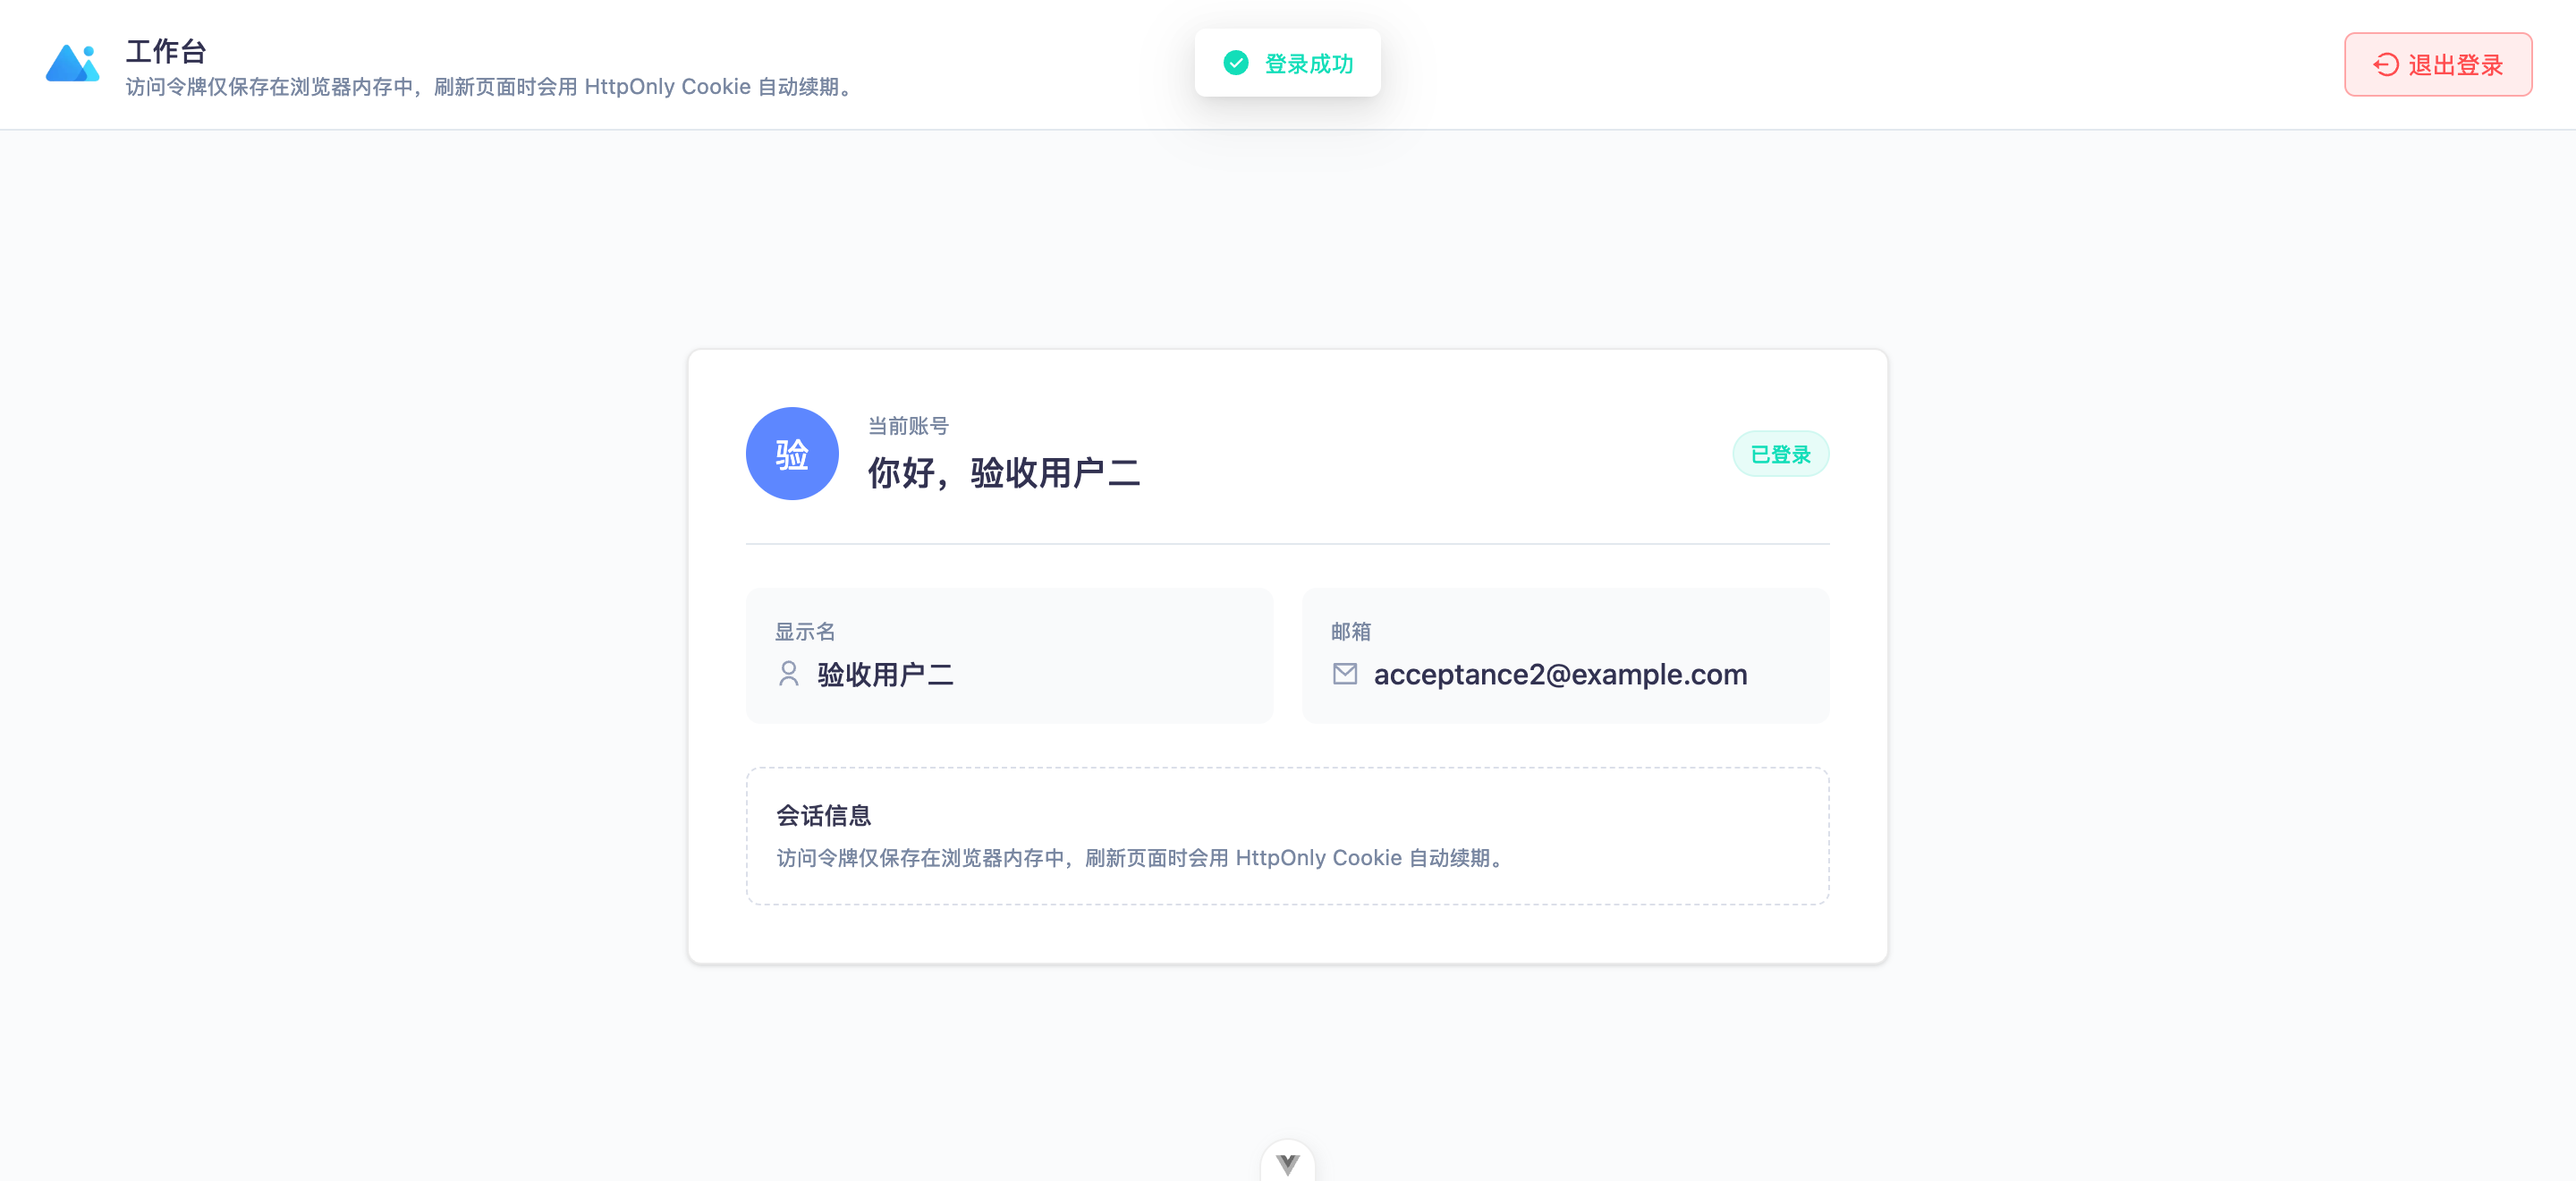 工作台
访问令牌仅保存在浏览器内存中，刷新页面时会用 HttpOnly Cookie 自动续期。
登录成功
退出登录
验
当前账号
你好，验收用户二
已登录
显示名
验收用户二
邮箱
acceptance2@example.com
会话信息
访问令牌仅保存在浏览器内存中，刷新页面时会用 HttpOnly Cookie 自动续期。